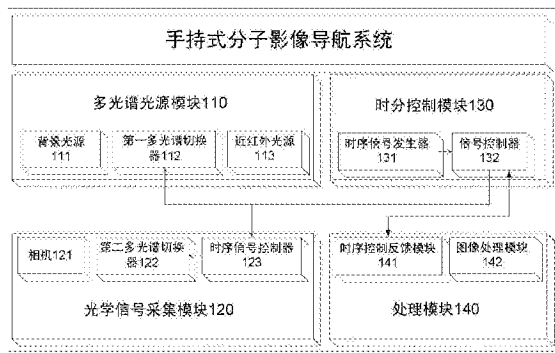 手持式分子影像导航系统
多光谱光源模块110
背景光源
111
第一多光谱切换
器112
近红外光源
113
时分控制模块130
时序信号发生器
131
信号控制器
132
相机121
第二多光谱切换
器122
时序信号控制器
123
光学信号采集模块120
时序控制反馈模块
141
图像处理模块
142
处理模块140